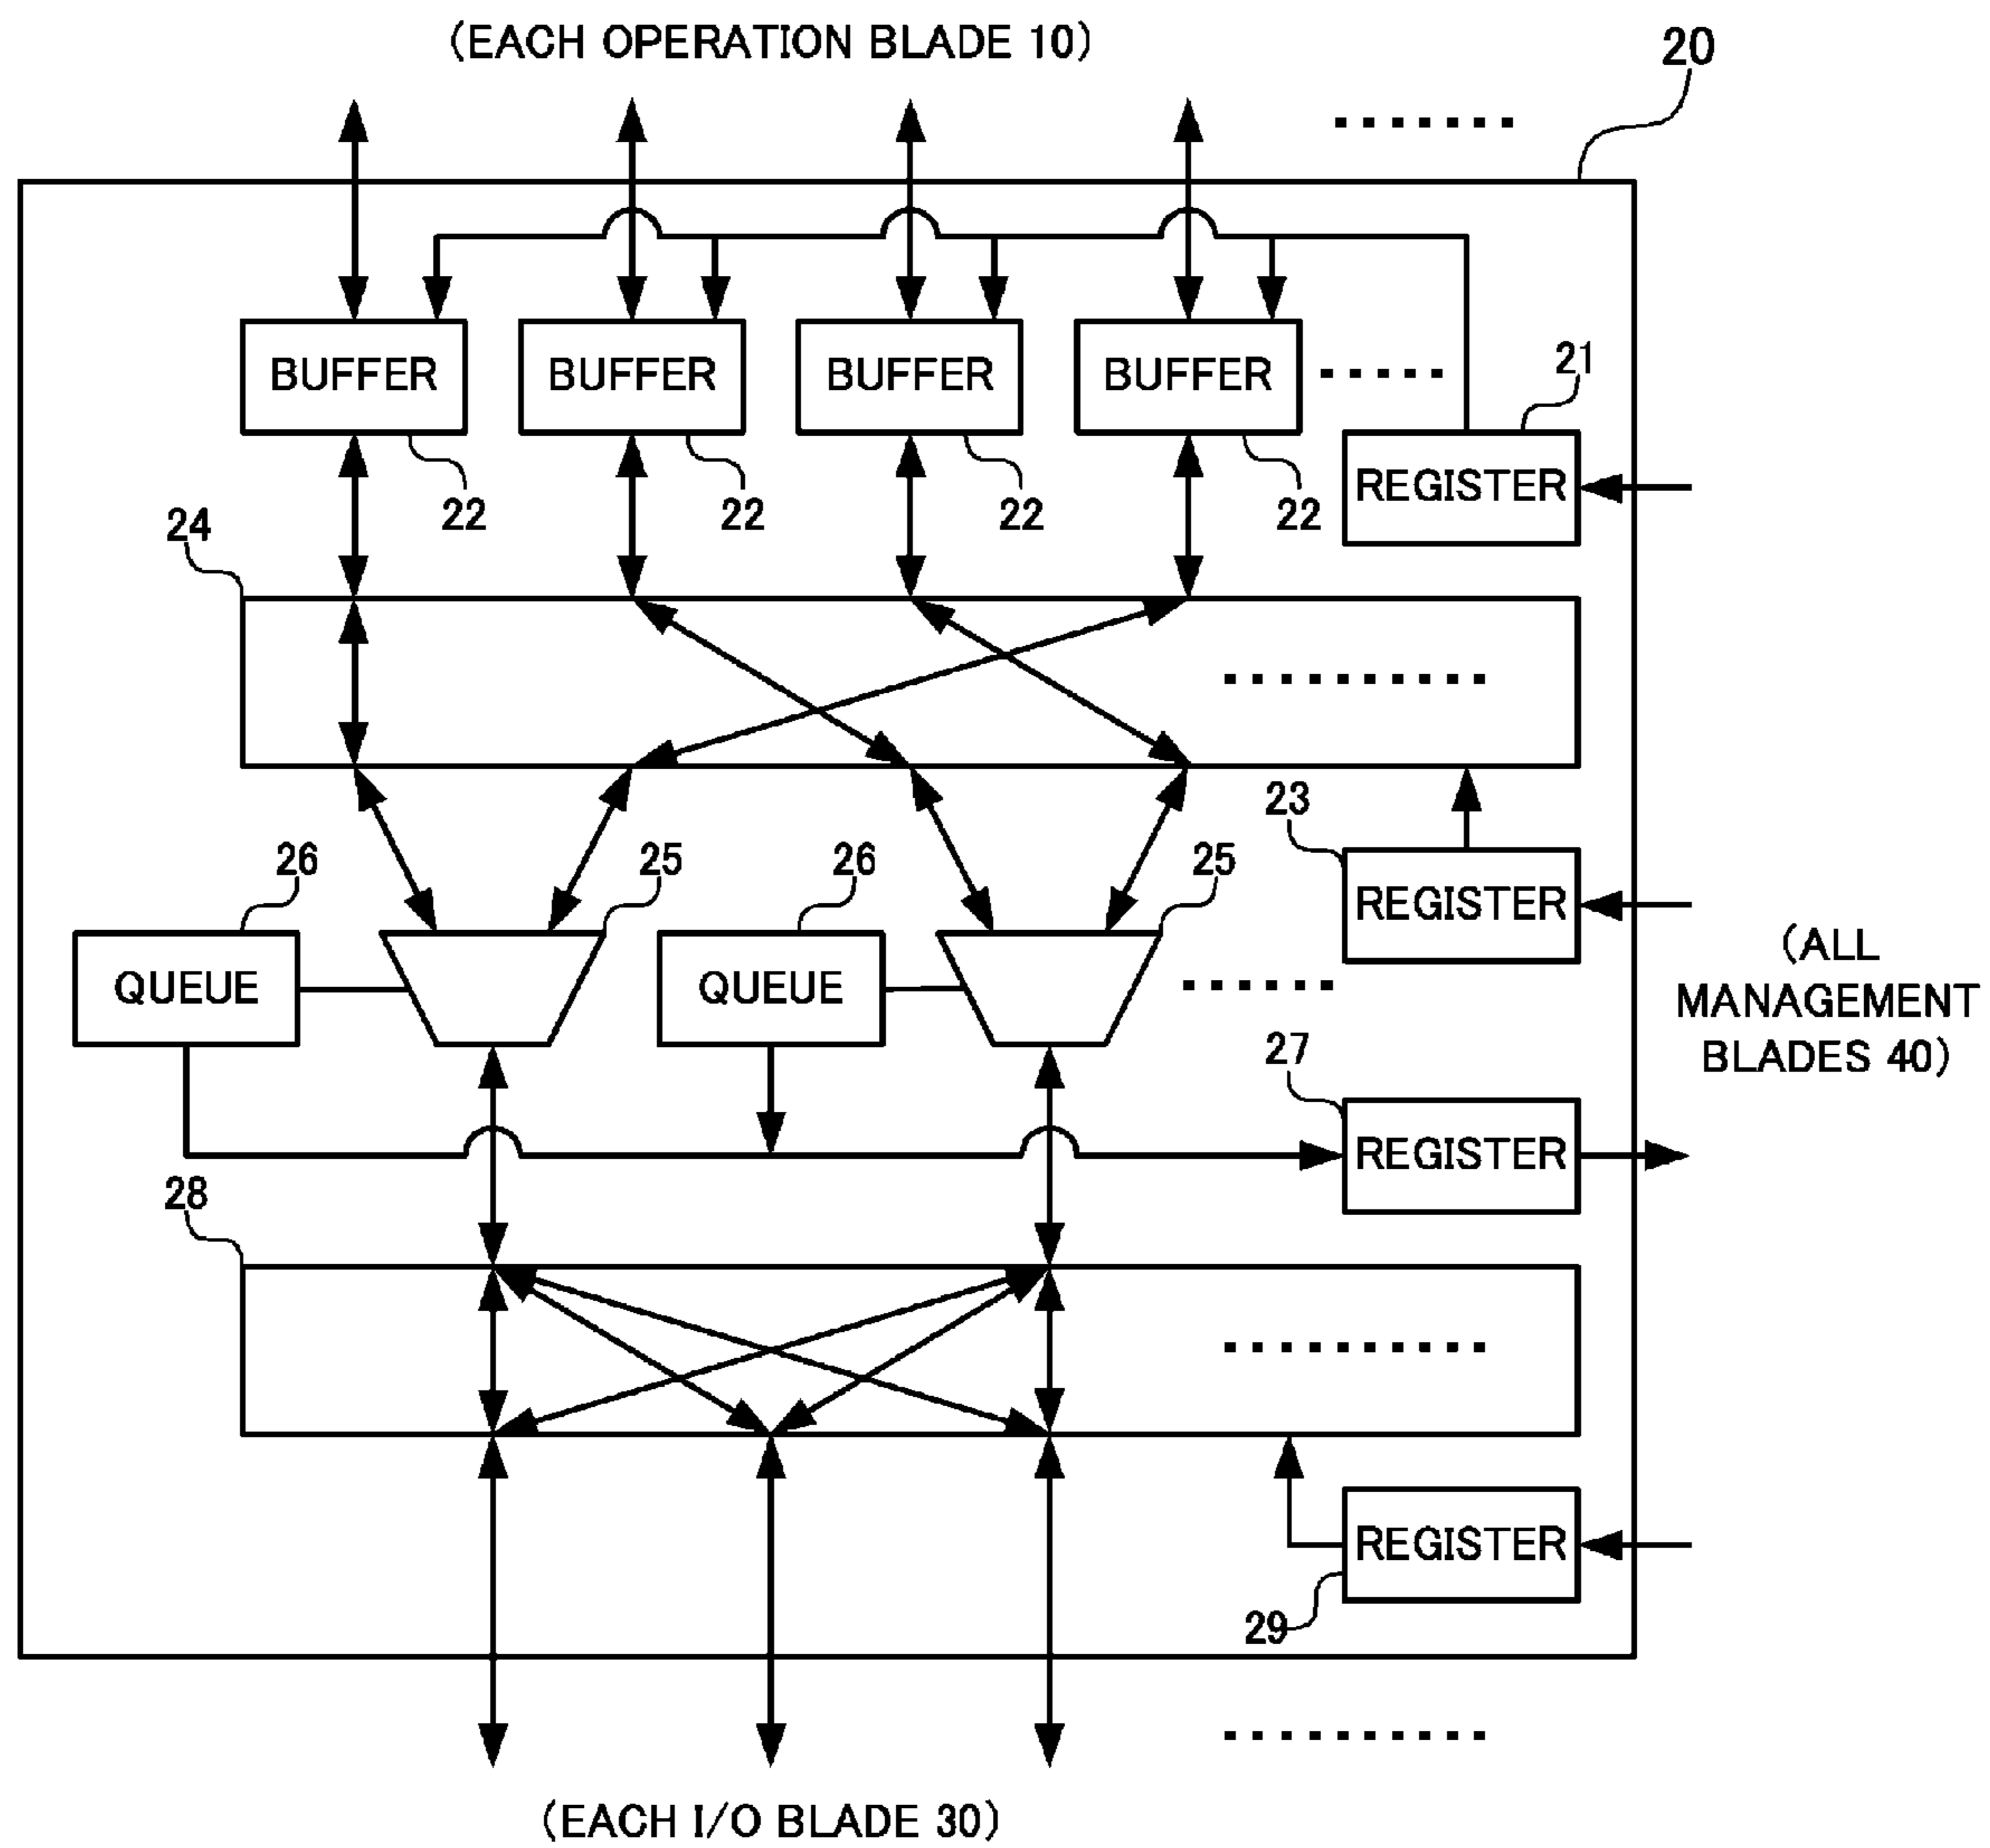 (EACH OPERATION BLADE 10)
20
BUFFER
BUFFER
BUFFER
BUFFER
21
REGISTER
22
22
22
22
24
23
REGISTER
26
25
26
25
QUEUE
QUEUE
(ALL
MANAGEMENT
BLADES 40)
27
REGISTER
28
REGISTER
29
(EACH I/O BLADE 30)